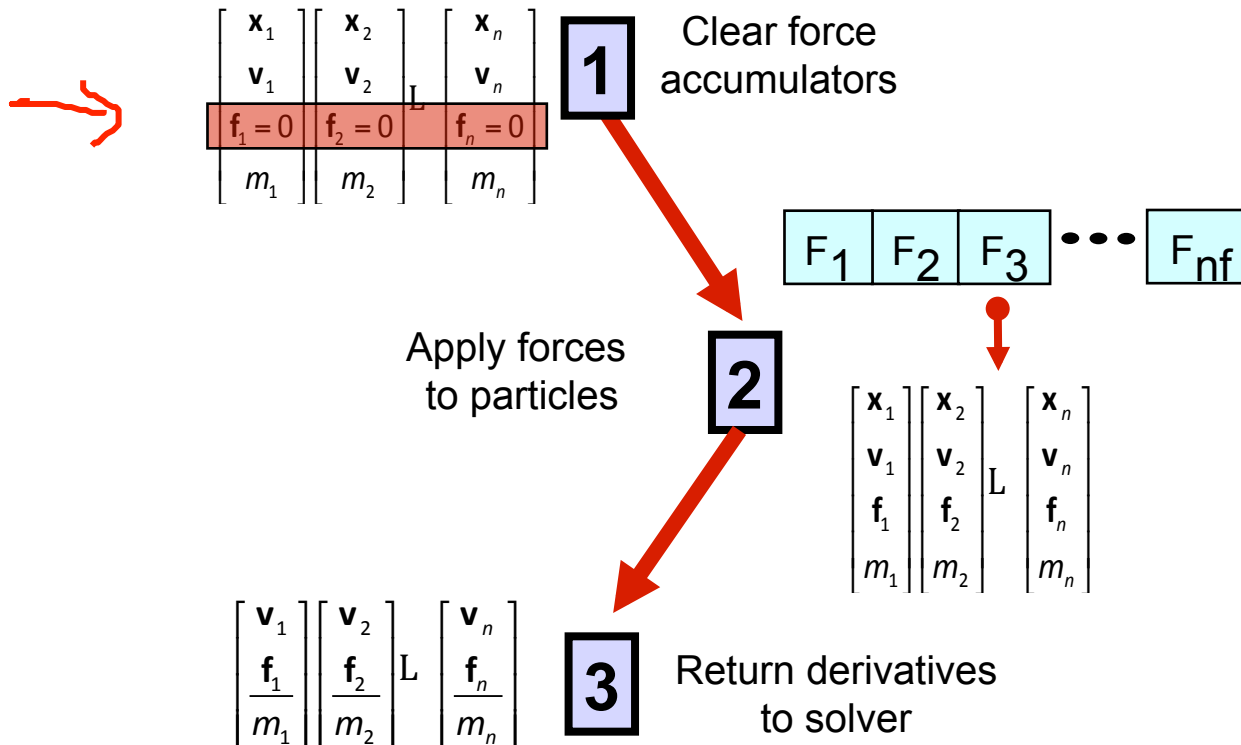 x1 x2 xn
v1 v2 L vn
f1 = 0 f2 = 0 fn = 0
m1 m2 mn
1
Clear force
accumulators
F1 F2 F3 ••• Fnf
Apply forces
to particles
2
x1 x2 xn
v1 v2 L vn
f1 f2 fn
m1 m2 mn
v1 v2 L vn
f1 f2 fn
m1 m2 mn
3
Return derivatives
to solver